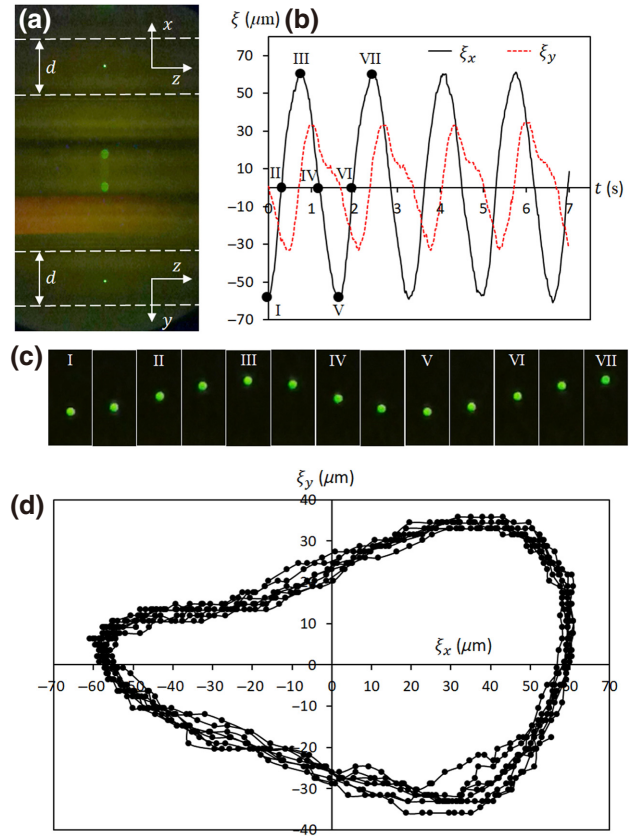 (a)
x
d
z
z
d
y
ξ (μm)
(b)
70
50
30
10
−10
−30
−50
−70
0 1 2 3 4 5 6 7
t (s)
ξx
ξy
I
II
III
IV
V
VI
VII
(c)
I II III IV V VI VII
(d)
ξy (μm)
40
30
20
10
0
−10
−20
−30
−40
−70 −60 −50 −40 −30 −20 −10 0 10 20 30 40 50 60 70
ξx (μm)